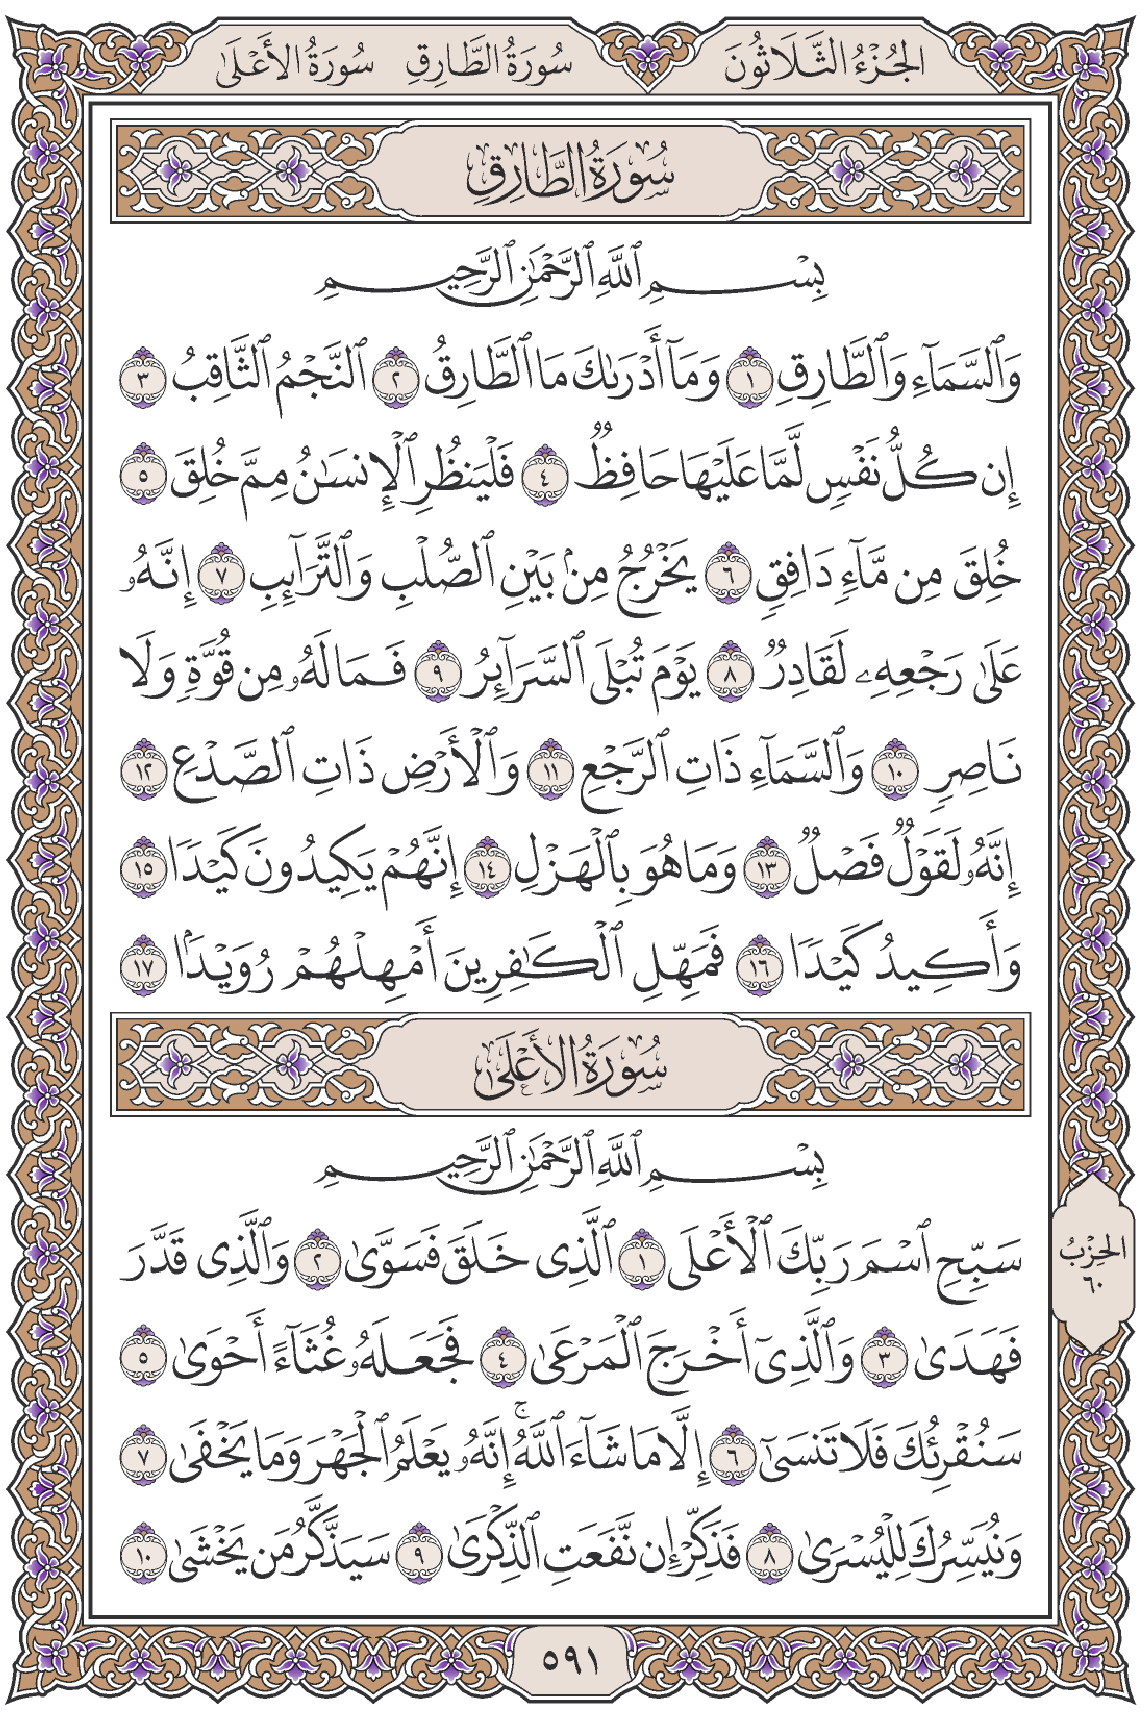 الجُزْءُ الثَّلَاثُونَ سُورَةُ الطَّارِقِ سُورَةُ الأَعْلَىٰ
سُورَةُ الطَّارِقِ
بِسْمِ ٱللَّهِ ٱلرَّحْمَٰنِ ٱلرَّحِيمِ
وَٱلسَّمَآءِ وَٱلطَّارِقِ ١ وَمَآ أَدْرَىٰكَ مَا ٱلطَّارِقُ ٢ ٱلنَّجْمُ ٱلثَّاقِبُ ٣
إِن كُلُّ نَفْسٍ لَّمَّا عَلَيْهَا حَافِظٌ ٤ فَلْيَنظُرِ ٱلْإِنسَٰنُ مِمَّ خُلِقَ ٥
خُلِقَ مِن مَّآءٍ دَافِقٍ ٦ يَخْرُجُ مِنۢ بَيْنِ ٱلصُّلْبِ وَٱلتَّرَآئِبِ ٧ إِنَّهُۥ
عَلَىٰ رَجْعِهِۦ لَقَادِرٌ ٨ يَوْمَ تُبْلَى ٱلسَّرَآئِرُ ٩ فَمَا لَهُۥ مِن قُوَّةٍ وَلَا
نَاصِرٍ ١٠ وَٱلسَّمَآءِ ذَاتِ ٱلرَّجْعِ ١١ وَٱلْأَرْضِ ذَاتِ ٱلصَّدْعِ ١٢
إِنَّهُۥ لَقَوْلٌ فَصْلٌ ١٣ وَمَا هُوَ بِٱلْهَزْلِ ١٤ إِنَّهُمْ يَكِيدُونَ كَيْدًا ١٥
وَأَكِيدُ كَيْدًا ١٦ فَمَهِّلِ ٱلْكَٰفِرِينَ أَمْهِلْهُمْ رُوَيْدًۢا ١٧
سُورَةُ الأَعْلَىٰ
بِسْمِ ٱللَّهِ ٱلرَّحْمَٰنِ ٱلرَّحِيمِ
سَبِّحِ ٱسْمَ رَبِّكَ ٱلْأَعْلَى ١ ٱلَّذِى خَلَقَ فَسَوَّىٰ ٢ وَٱلَّذِى قَدَّرَ
فَهَدَىٰ ٣ وَٱلَّذِىٓ أَخْرَجَ ٱلْمَرْعَىٰ ٤ فَجَعَلَهُۥ غُثَآءً أَحْوَىٰ ٥
سَنُقْرِئُكَ فَلَا تَنسَىٰٓ ٦ إِلَّا مَا شَآءَ ٱللَّهُ ۚ إِنَّهُۥ يَعْلَمُ ٱلْجَهْرَ وَمَا يَخْفَىٰ ٧
وَنُيَسِّرُكَ لِلْيُسْرَىٰ ٨ فَذَكِّرْ إِن نَّفَعَتِ ٱلذِّكْرَىٰ ٩ سَيَذَّكَّرُ مَن يَخْشَىٰ ١٠
الحِزْبُ
٦٠
٥٩١